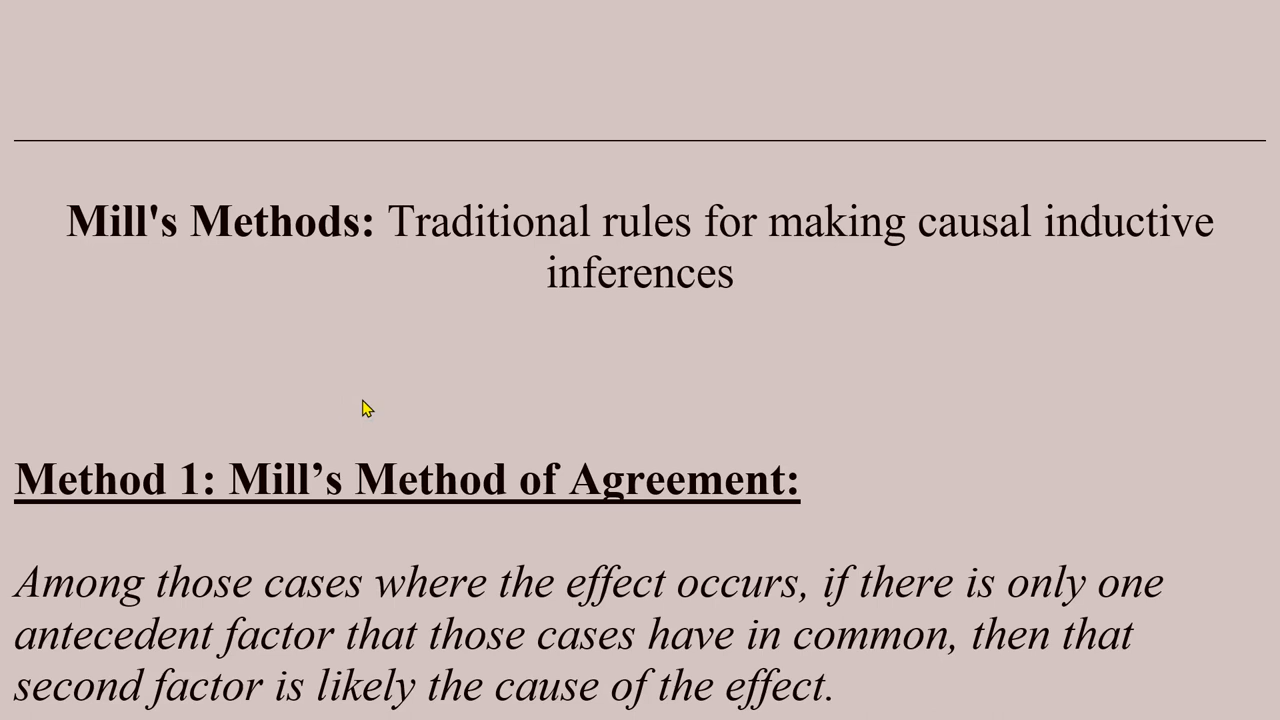 Mill's Methods: Traditional rules for making causal inductive
inferences
Method 1: Mill’s Method of Agreement:
Among those cases where the effect occurs, if there is only one
antecedent factor that those cases have in common, then that
second factor is likely the cause of the effect.